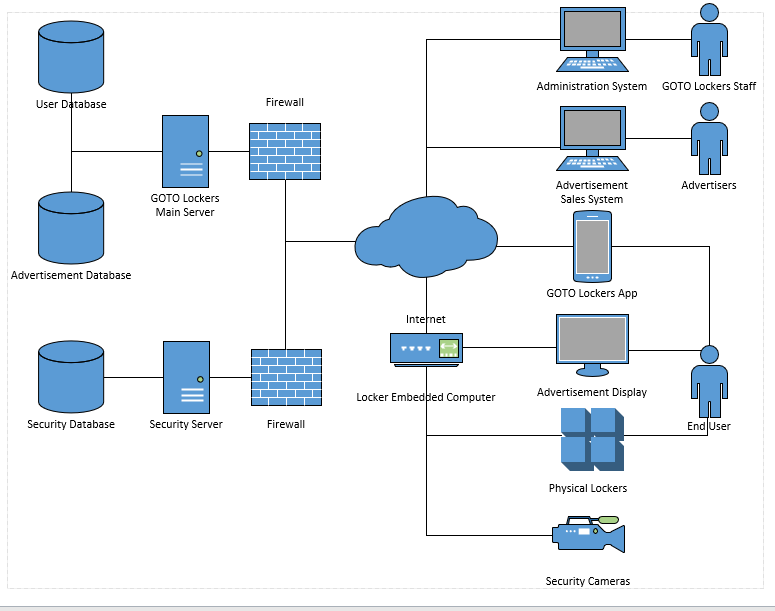 Administration System
GOTO Lockers Staff
User Database
Firewall
Advertisement
Sales System
Advertisers
GOTO Lockers
Main Server
Advertisement Database
GOTO Lockers App
Internet
Locker Embedded Computer
Advertisement Display
Security Database
Security Server
Firewall
End User
Physical Lockers
Security Cameras